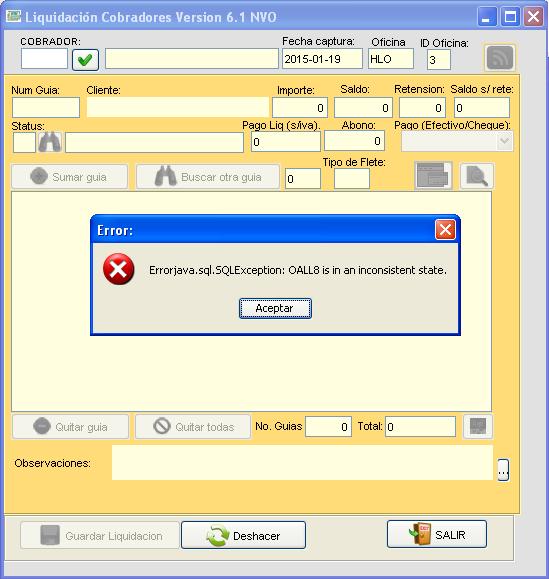 Liquidación Cobradores Version 6.1 NVO
COBRADOR: Fecha captura: Oficina ID Oficina:
2015-01-19 HLO 3
Num Guia: Cliente: Importe: Saldo: Retension: Saldo s/ rete:
0 0 0 0
Status: Pago Liq (s/iva). Abono: Pago (Efectivo/Cheque):
0 0
Tipo de Flete:
Sumar guia Buscar otra guia 0
Error:
Errorjava.sql.SQLException: OALL8 is in an inconsistent state.
Aceptar
Quitar guia Quitar todas No. Guias 0 Total: 0
Observaciones:
...
Guardar Liquidacion Deshacer EXIT SALIR